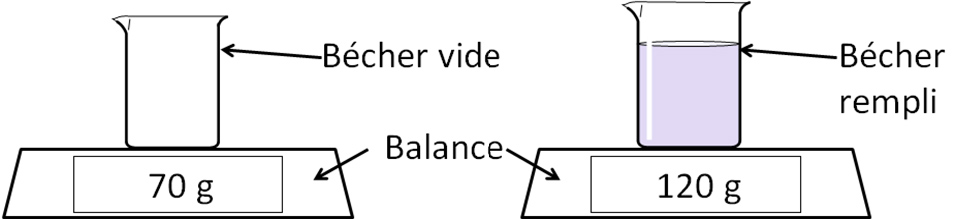 Bécher vide
Bécher
rempli
Balance
70 g
120 g